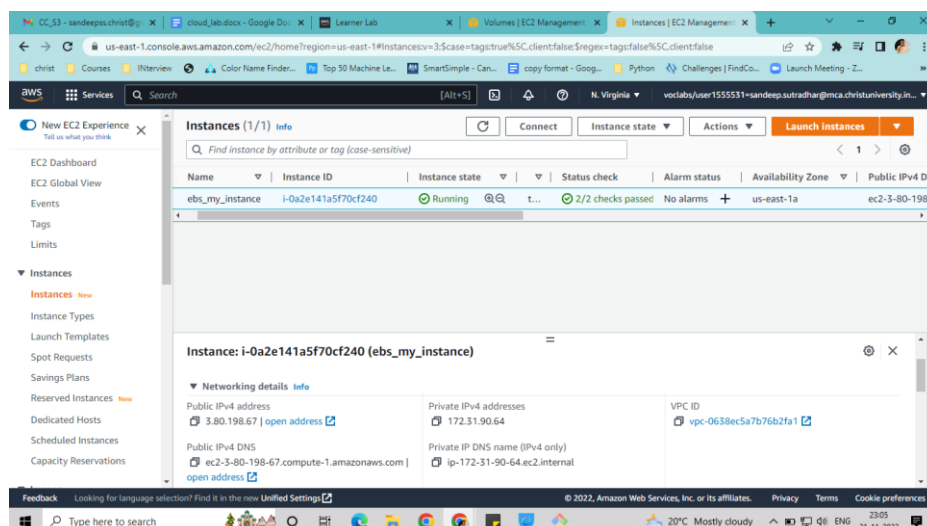 CC_53 - sandeepss.christ@g
cloud_lab.docx - Google Doc
Learner Lab
Volumes | EC2 Management
Instances | EC2 Management
us-east-1.console.aws.amazon.com/ec2/home?region=us-east-1#Instances:v=3;$case=tags:true%5C,client:false;$regex=tags:false%5C,client:false
christ
Courses
INterview
Color Name Finder...
Top 50 Machine Le...
SmartSimple - Can...
copy format - Goog...
Python
Challenges | FindCo...
Launch Meeting - Z...
aws
Services
Search
[Alt+S]
N. Virginia
voclabs/user1555531=sandeep.sutradhar@mca.christuniversity.in...
New EC2 Experience
Tell us what you think
EC2 Dashboard
EC2 Global View
Events
Tags
Limits
Instances
Instances New
Instance Types
Launch Templates
Spot Requests
Savings Plans
Reserved Instances New
Dedicated Hosts
Scheduled Instances
Capacity Reservations
Instances (1/1) Info
Connect
Instance state
Actions
Launch instances
Find instance by attribute or tag (case-sensitive)
1
Name Instance ID Instance state Status check Alarm status Availability Zone Public IPv4 D
ebs_my_instance i-0a2e141a5f70cf240 Running t... 2/2 checks passed No alarms + us-east-1a ec2-3-80-198
Instance: i-0a2e141a5f70cf240 (ebs_my_instance)
Networking details Info
Public IPv4 address
3.80.198.67 | open address
Private IPv4 addresses
172.31.90.64
VPC ID
vpc-0638ec5a7b76b2fa1
Public IPv4 DNS
ec2-3-80-198-67.compute-1.amazonaws.com |
open address
Private IP DNS name (IPv4 only)
ip-172-31-90-64.ec2.internal
Feedback
Looking for language selection? Find it in the new Unified Settings
© 2022, Amazon Web Services, Inc. or its affiliates.
Privacy
Terms
Cookie preferences
Type here to search
20°C Mostly cloudy
ENG
23:05